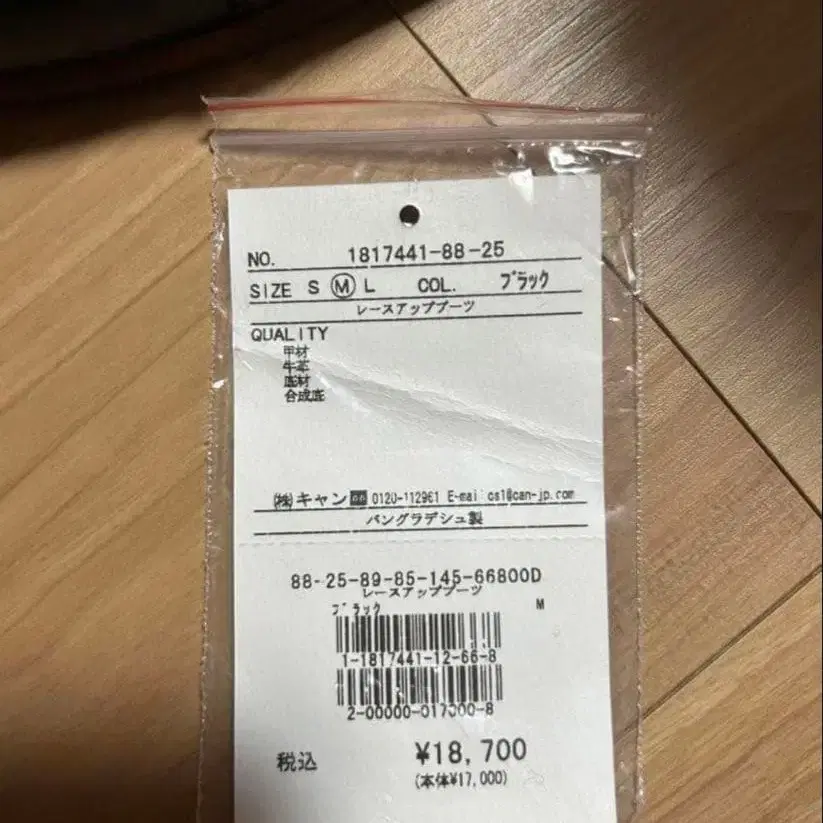 NO. 1817441-88-25
SIZE S M L COL. ブラック
レースアップブーツ
QUALITY
甲材
牛革
底材
合成底
㈱キャン 0120-112961 E-mai: cs1@can-jp.com
バングラデシュ製
88-25-89-85-145-66800D
レースアップブーツ
ブラック M
1-1817441-12-66-8
2-00000-017000-8
税込 ¥18,700
(本体¥17,000)